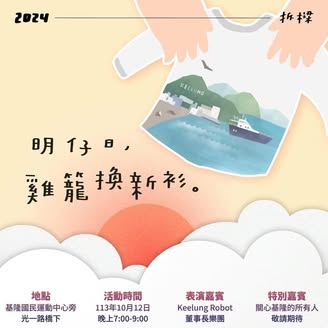 2024
拆樑
KEELUNG
明仔日,
雞籠換新衫。
地點
基隆國民運動中心旁
光一路橋下
活動時間
113年10月12日
晚上7:00-9:00
表演嘉賓
Keelung Robot
董事長樂團
特別嘉賓
關心基隆的所有人
敬請期待